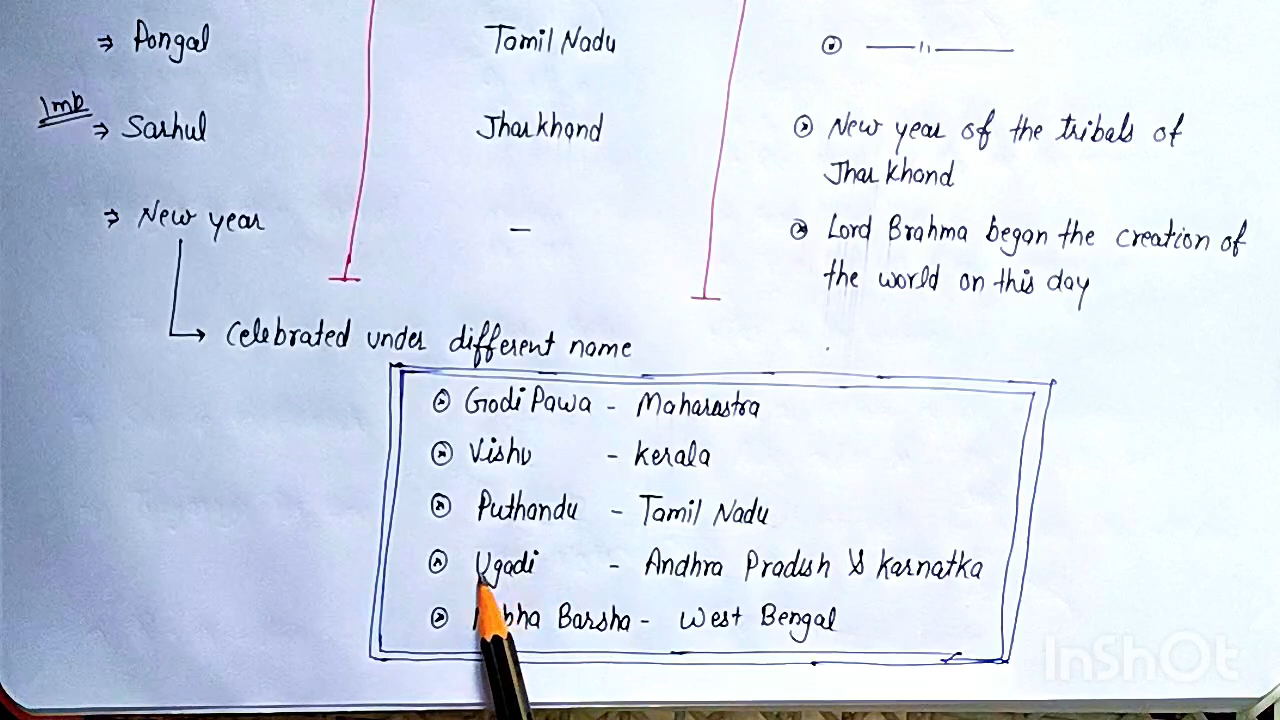 ⇒ Pongal Tamil Nadu ⊙ —— 11 ——
Imb
⇒ Sarhul Jharkhand ⊙ New year of the tribals of
Jharkhand
⇒ New year – ⊙ Lord Brahma began the creation of
the world on this day
→ Celebrated under different name
⊙ Godi Pawa - Maharastra
⊙ Vishu - Kerala
⊙ Puthandu - Tamil Nadu
⊙ Ugadi - Andhra Pradesh & Karnatka
⊙ Barsha - West Bengal
InShOt